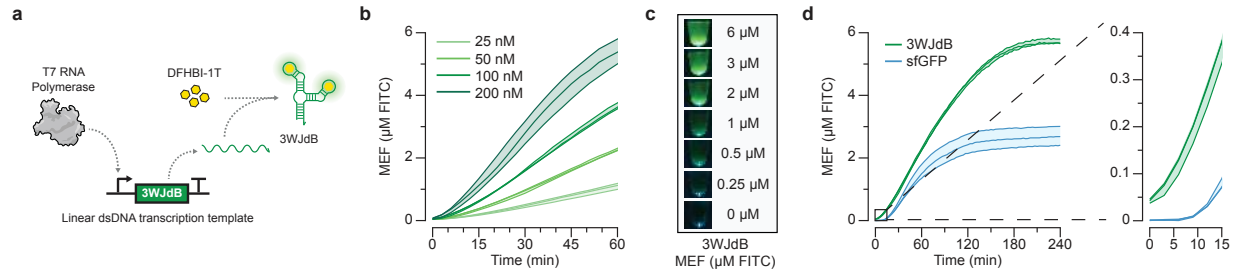 a
T7 RNA
Polymerase
DFHBI-1T
3WJdB
3WJdB
Linear dsDNA transcription template
b
MEF (µM FITC)
6
4
2
0
25 nM
50 nM
100 nM
200 nM
0 15 30 45 60
Time (min)
c
6 µM
3 µM
2 µM
1 µM
0.5 µM
0.25 µM
0 µM
3WJdB
MEF (µM FITC)
d
MEF (µM FITC)
6
4
2
0
3WJdB
sfGFP
0 60 120 180 240
Time (min)
0.4
0.3
0.2
0.1
0
0 5 10 15